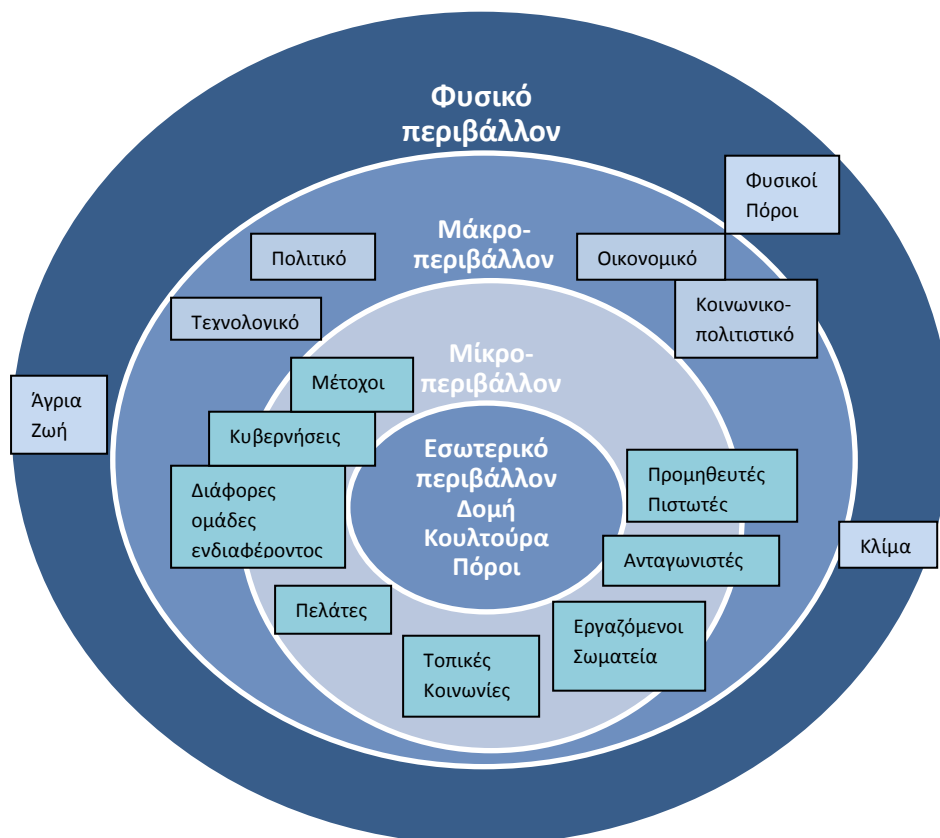 Φυσικό
περιβάλλον
Φυσικοί
Πόροι
Μάκρο-
περιβάλλον
Πολιτικό
Οικονομικό
Τεχνολογικό
Κοινωνικο-
πολιτιστικό
Μίκρο-
περιβάλλον
Μέτοχοι
Άγρια
Ζωή
Κυβερνήσεις
Εσωτερικό
περιβάλλον
Δομή
Κουλτούρα
Πόροι
Προμηθευτές
Πιστωτές
Διάφορες
ομάδες
ενδιαφέροντος
Κλίμα
Ανταγωνιστές
Πελάτες
Εργαζόμενοι
Σωματεία
Τοπικές
Κοινωνίες